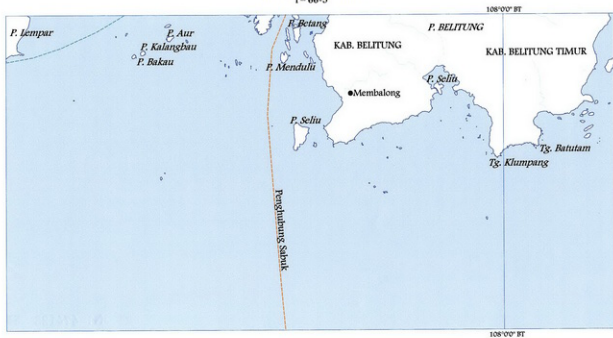 108°0'0" BT
P. Lempar
P. Aur
P. Kalangbau
P. Bakau
P. Betang
P. Mendulu
KAB. BELITUNG
P. BELITUNG
KAB. BELITUNG TIMUR
P. Seliu
Membalong
P. Seliu
Tg. Batutam
Tg. Klumpang
Penghubung Sabuk
108°0'0" BT